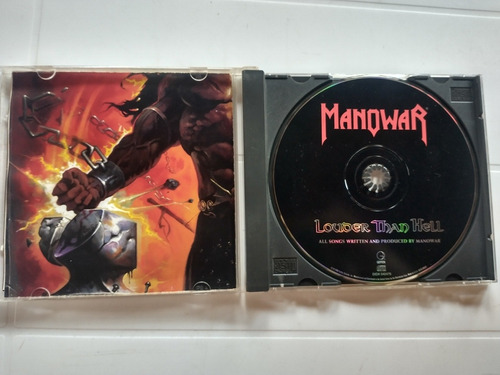 MANOWAR
LOUDER THAN HELL
ALL SONGS WRITTEN AND PRODUCED BY MANOWAR